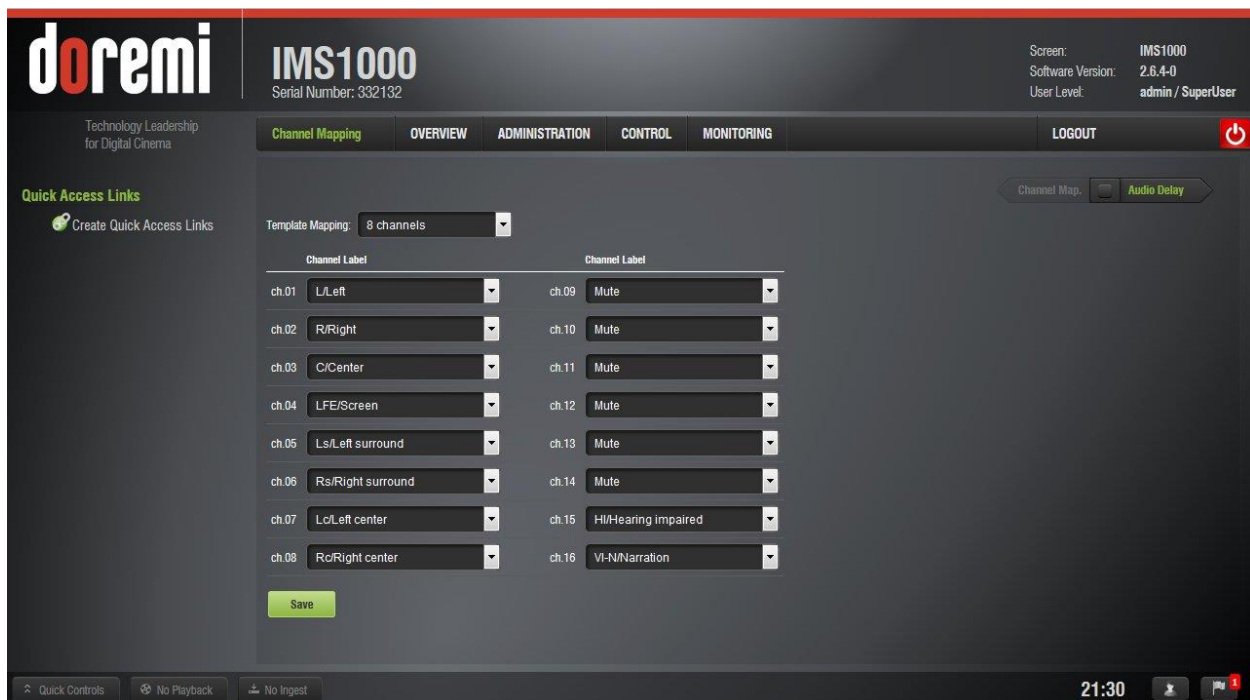 doremi
Technology Leadership
for Digital Cinema
IMS1000
Serial Number: 332132
Screen: IMS1000
Software Version: 2.6.4-0
User Level: admin / SuperUser
Channel Mapping OVERVIEW ADMINISTRATION CONTROL MONITORING LOGOUT
Quick Access Links
Create Quick Access Links
Channel Map. Audio Delay
Template Mapping: 8 channels
Channel Label Channel Label
ch.01 L/Left ch.09 Mute
ch.02 R/Right ch.10 Mute
ch.03 C/Center ch.11 Mute
ch.04 LFE/Screen ch.12 Mute
ch.05 Ls/Left surround ch.13 Mute
ch.06 Rs/Right surround ch.14 Mute
ch.07 Lc/Left center ch.15 HI/Hearing impaired
ch.08 Rc/Right center ch.16 VI-N/Narration
Save
Quick Controls No Playback No Ingest 21:30 1